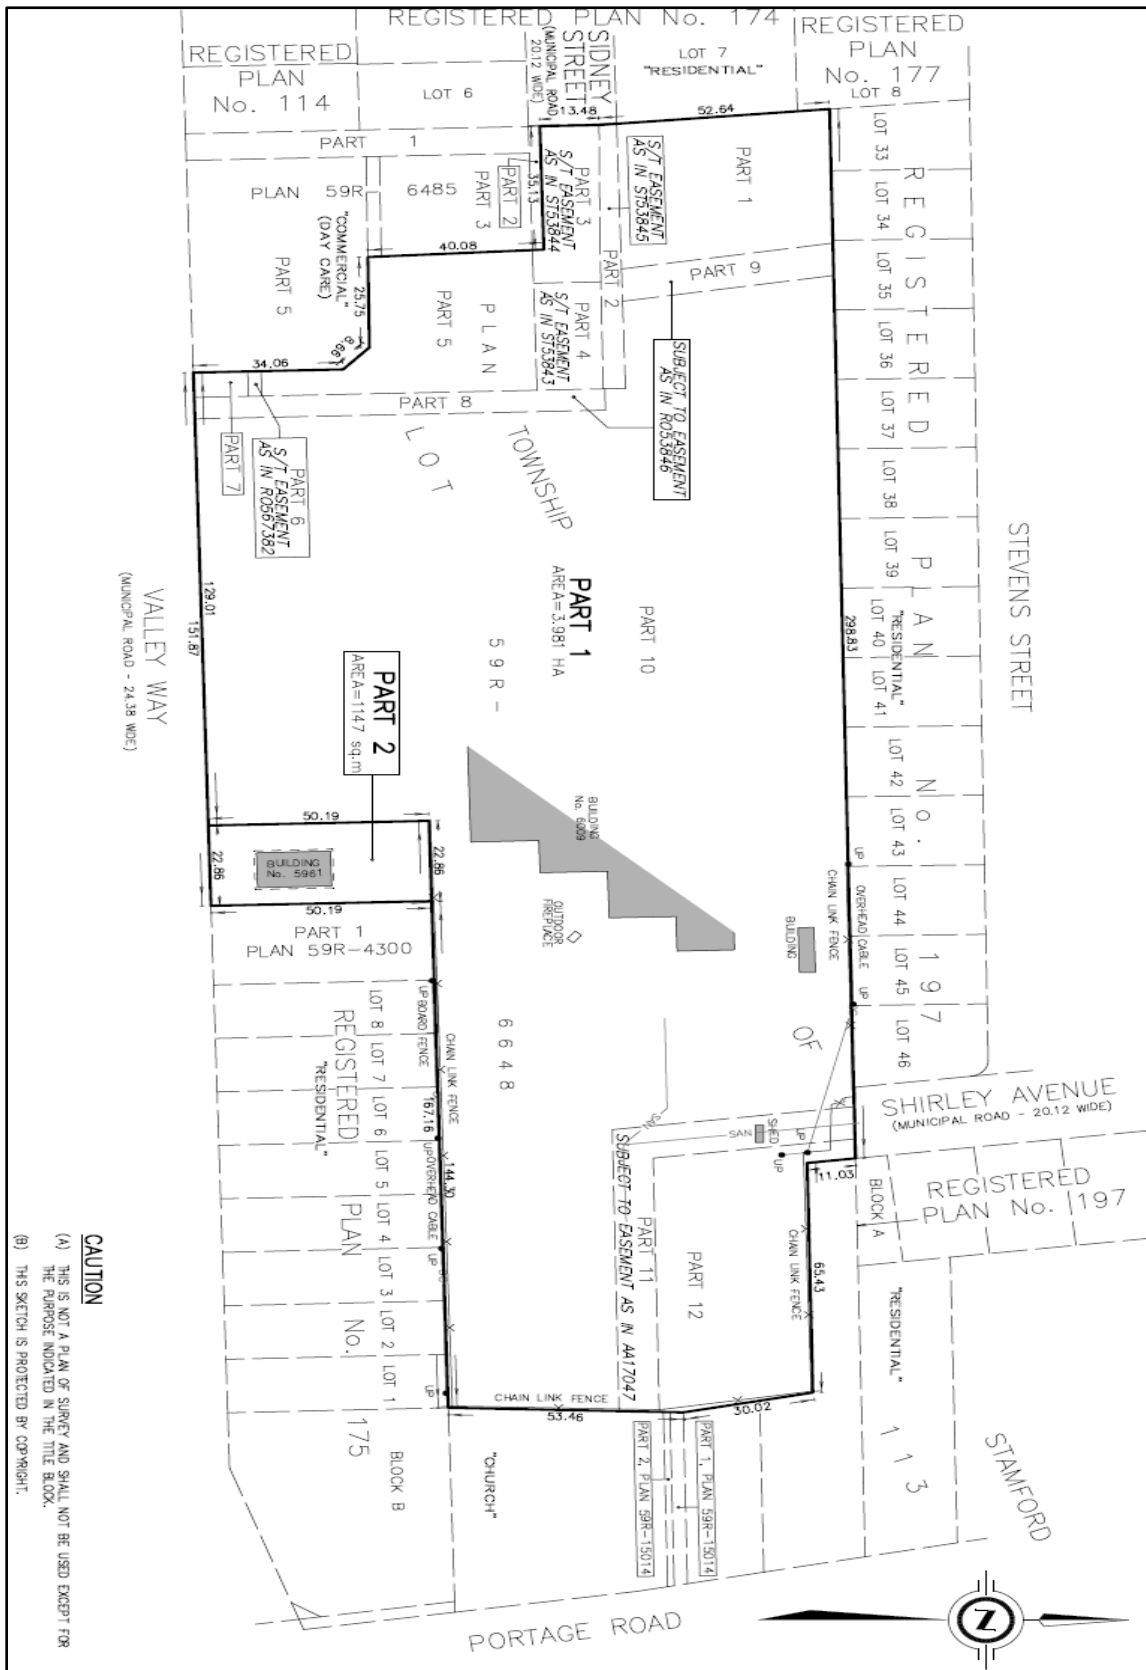 REGISTERED PLAN No. 174
REGISTERED
PLAN
No. 114
LOT 6
SIDNEY
STREET
(MUNICIPAL ROAD
20.12 WIDE)
LOT 7
"RESIDENTIAL"
REGISTERED
PLAN
No. 177
LOT 8
13.48
52.64
PART 1
PLAN 59R-
6485
PART 3
PART 2
35.13
PART 3
S/T EASEMENT
AS IN ST53844
S/T EASEMENT
AS IN ST53845
PART 1
PART 9
PART 2
40.08
"COMMERCIAL"
(DAY CARE)
PART 5
25.75
PART 5
PLAN
PART 4
S/T EASEMENT
AS IN ST53843
SUBJECT TO EASEMENT
AS IN RO53846
34.06
PART 8
PART 7
PART 6
S/T EASEMENT
AS IN RO567382
LOT
TOWNSHIP
LOT 33
LOT 34
LOT 35
LOT 36
LOT 37
LOT 38
LOT 39
LOT 40
LOT 41
LOT 42
LOT 43
LOT 44
LOT 45
LOT 46
"RESIDENTIAL"
REGISTERED PLAN No. 197
STEVENS STREET
298.83
129.01
151.87
VALLEY WAY
(MUNICIPAL ROAD - 24.38 WIDE)
PART 1
AREA=3.981 HA
PART 10
59R-
PART 2
AREA=1147 sq.m
50.19
22.86
22.86
BUILDING
No. 5961
50.19
BUILDING
No. 6009
OUTDOOR
FIREPLACE
BUILDING
UP
CHAIN LINK FENCE
OVERHEAD CABLE
UP
PART 1
PLAN 59R-4300
6648
OF
UP
BOARD FENCE
CHAIN LINK FENCE
167.16
144.30
UP
OVERHEAD CABLE
UP
UP
LOT 8
LOT 7
LOT 6
LOT 5
LOT 4
LOT 3
LOT 2
LOT 1
REGISTERED PLAN No. 175
"RESIDENTIAL"
BLOCK B
SHIRLEY AVENUE
(MUNICIPAL ROAD - 20.12 WIDE)
SAN
SAN
SHED
UP
UP
11.03
BLOCK A
REGISTERED
PLAN No. 197
SUBJECT TO EASEMENT AS IN AA17047
PART 11
PART 12
CHAIN LINK FENCE
65.43
"RESIDENTIAL"
113
STAMFORD
CHAIN LINK FENCE
53.46
30.02
"CHURCH"
PART 2, PLAN 59R-15014
PART 1, PLAN 59R-15014
PORTAGE ROAD
Z
CAUTION
(A) THIS IS NOT A PLAN OF SURVEY AND SHALL NOT BE USED EXCEPT FOR
THE PURPOSE INDICATED IN THE TITLE BLOCK.
(B) THIS SKETCH IS PROTECTED BY COPYRIGHT.